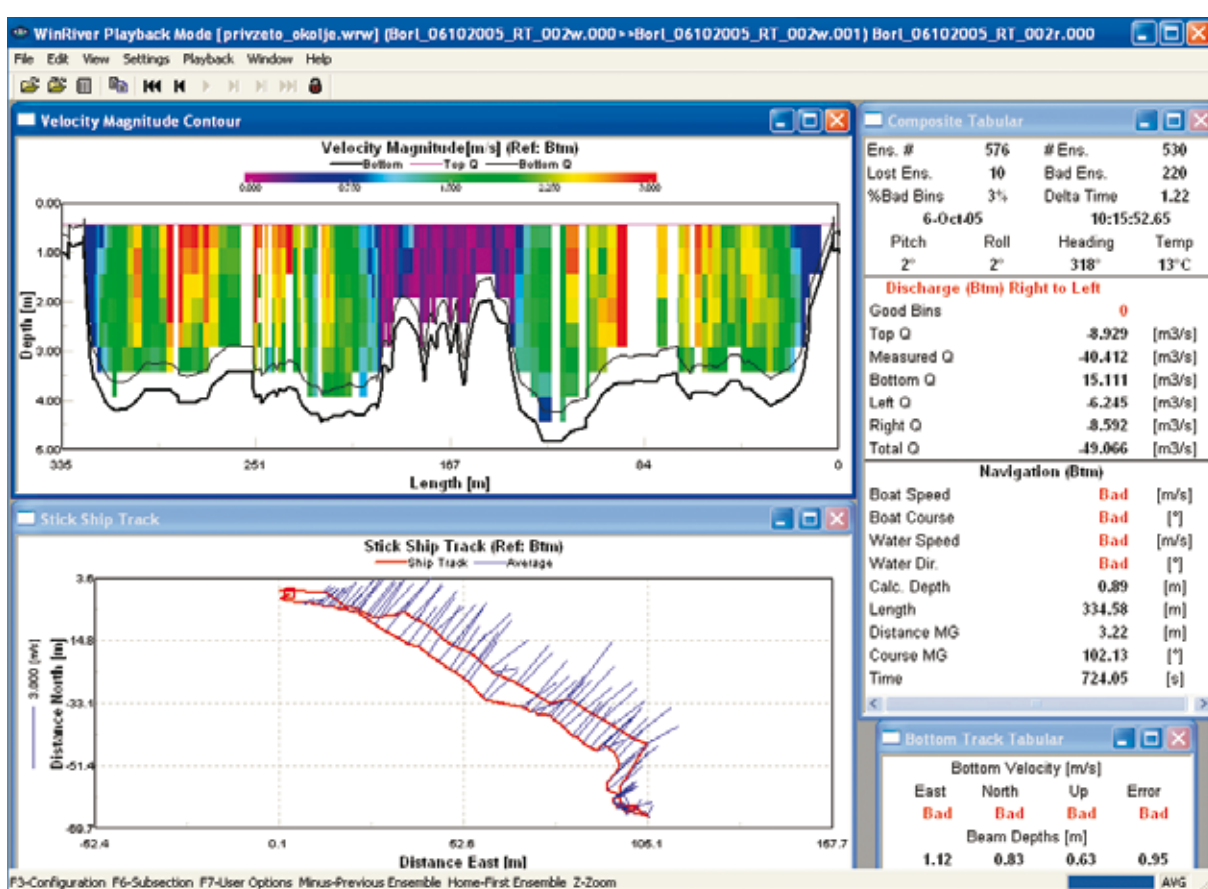 WinRiver Playback Mode [privzeto_okolje.wrw] (Borl_06102005_RT_002w.000>>Borl_06102005_RT_002w.001) Borl_06102005_RT_002r.000
File Edit View Settings Playback Window Help
Velocity Magnitude Contour
Velocity Magnitude[m/s] (Ref: Btm)
Bottom Top Q Bottom Q
0.000 0.750 1.500 2.250 3.000
0.00
1.00
2.00
3.00
4.00
5.00
Depth [m]
335 251 167 84 0
Length [m]
Stick Ship Track
Stick Ship Track (Ref: Btm)
Ship Track Average
3.6
-14.8
-33.1
-51.4
-69.7
3.000 [m/s]
Distance North [m]
-52.4 0.1 52.6 105.1 157.7
Distance East [m]
Composite Tabular
Ens. # 576 # Ens. 530
Lost Ens. 10 Bad Ens. 220
%Bad Bins 3% Delta Time 1.22
6-Oct-05 10:15:52.65
Pitch Roll Heading Temp
2° 2° 318° 13°C
Discharge (Btm) Right to Left
Good Bins 0
Top Q -8.929 [m3/s]
Measured Q -40.412 [m3/s]
Bottom Q 15.111 [m3/s]
Left Q -6.245 [m3/s]
Right Q -8.592 [m3/s]
Total Q -49.066 [m3/s]
Navigation (Btm)
Boat Speed Bad [m/s]
Boat Course Bad [°]
Water Speed Bad [m/s]
Water Dir. Bad [°]
Calc. Depth 0.89 [m]
Length 334.58 [m]
Distance MG 3.22 [m]
Course MG 102.13 [°]
Time 724.05 [s]
Bottom Track Tabular
Bottom Velocity [m/s]
East North Up Error
Bad Bad Bad Bad
Beam Depths [m]
1.12 0.83 0.63 0.95
F3-Configuration F6-Subsection F7-User Options Minus-Previous Ensemble Home-First Ensemble Z-Zoom
AVG